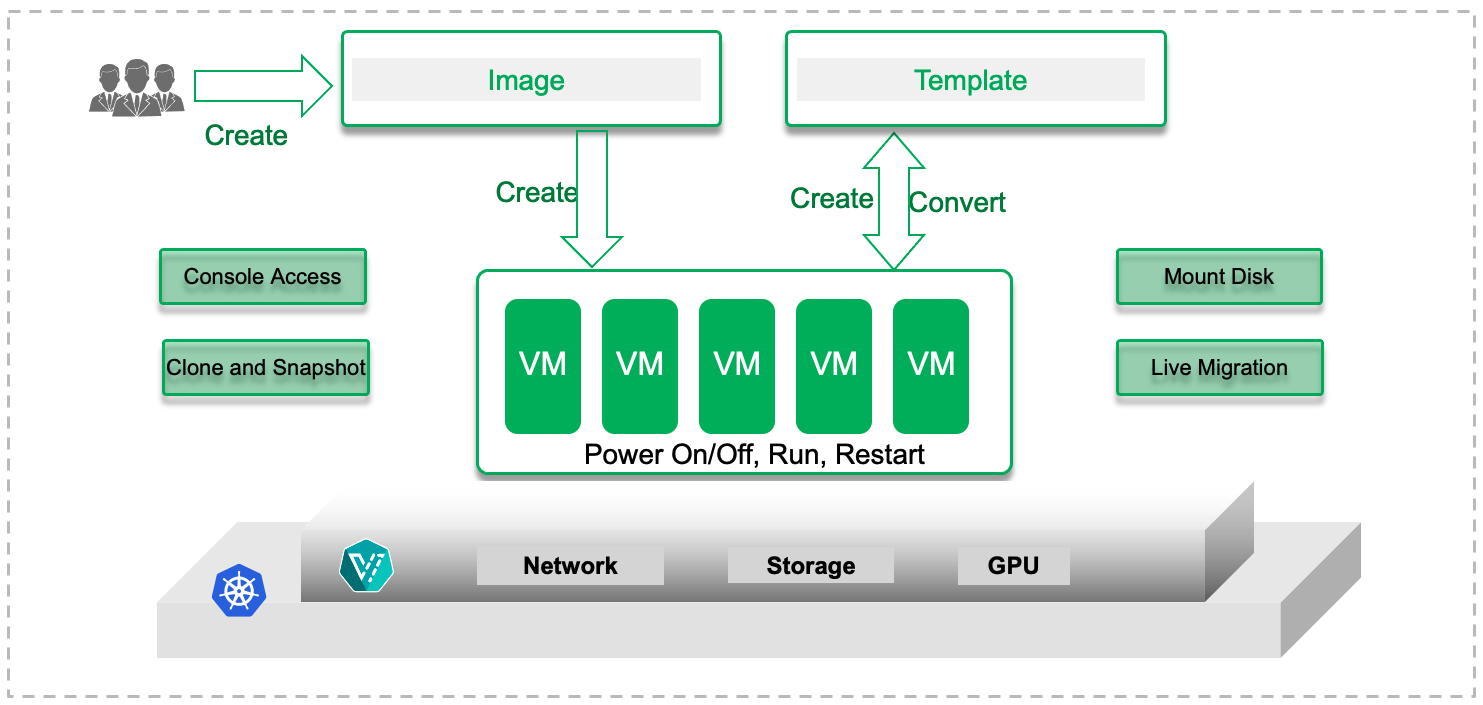 Image
Template
Create
Create
Create
Convert
Console Access
Mount Disk
Clone and Snapshot
Live Migration
VM
VM
VM
VM
VM
Power On/Off, Run, Restart
Network
Storage
GPU